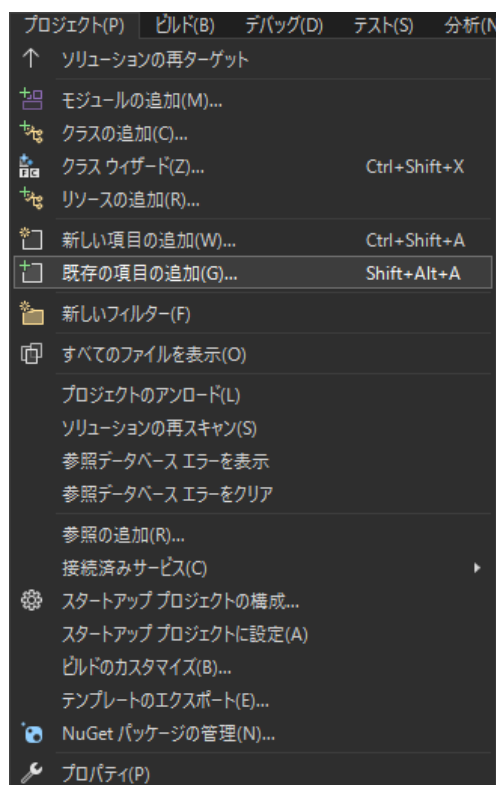 プロジェクト(P) ビルド(B) デバッグ(D) テスト(S) 分析(N
ソリューションの再ターゲット
モジュールの追加(M)...
クラスの追加(C)...
クラス ウィザード(Z)... Ctrl+Shift+X
リソースの追加(R)...
新しい項目の追加(W)... Ctrl+Shift+A
既存の項目の追加(G)... Shift+Alt+A
新しいフィルター(F)
すべてのファイルを表示(O)
プロジェクトのアンロード(L)
ソリューションの再スキャン(S)
参照データベース エラーを表示
参照データベース エラーをクリア
参照の追加(R)...
接続済みサービス(C)
スタートアップ プロジェクトの構成...
スタートアップ プロジェクトに設定(A)
ビルドのカスタマイズ(B)...
テンプレートのエクスポート(E)...
NuGet パッケージの管理(N)...
プロパティ(P)